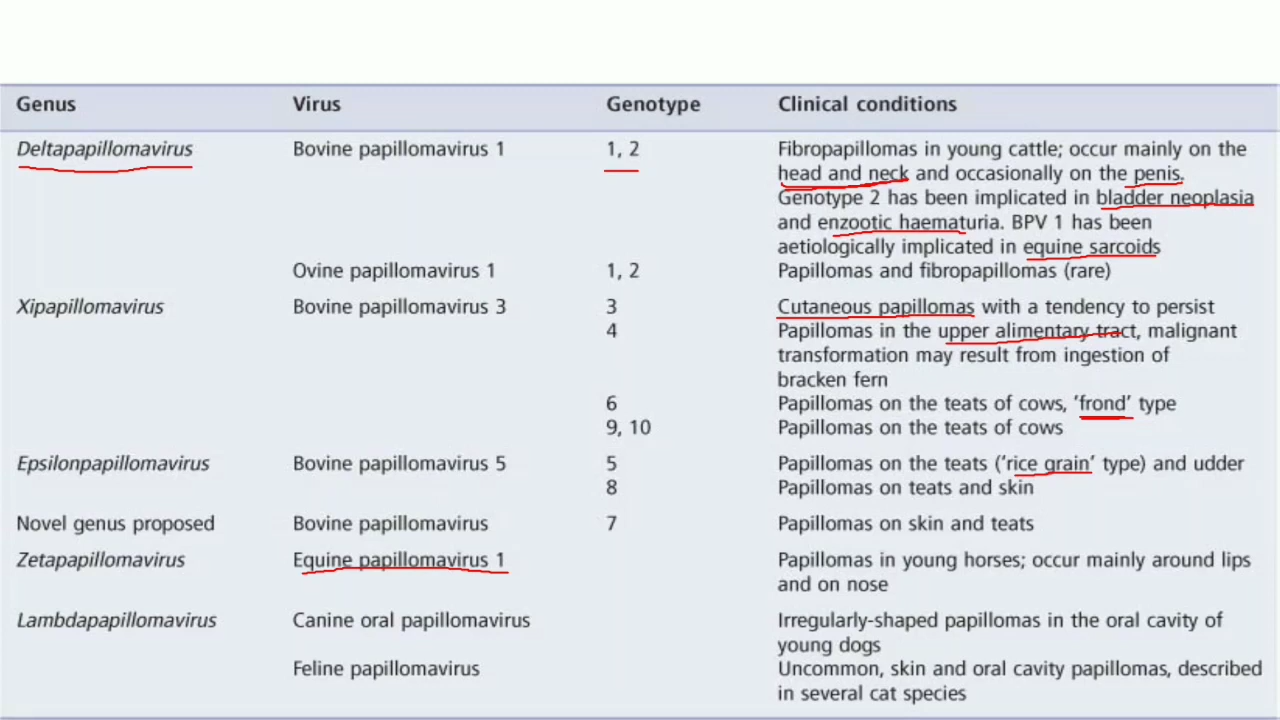 Genus Virus Genotype Clinical conditions
Deltapapillomavirus Bovine papillomavirus 1 1, 2 Fibropapillomas in young cattle; occur mainly on the
head and neck and occasionally on the penis.
Genotype 2 has been implicated in bladder neoplasia
and enzootic haematuria. BPV 1 has been
aetiologically implicated in equine sarcoids
Ovine papillomavirus 1 1, 2 Papillomas and fibropapillomas (rare)
Xipapillomavirus Bovine papillomavirus 3 3 Cutaneous papillomas with a tendency to persist
4 Papillomas in the upper alimentary tract, malignant
transformation may result from ingestion of
bracken fern
6 Papillomas on the teats of cows, 'frond' type
9, 10 Papillomas on the teats of cows
Epsilonpapillomavirus Bovine papillomavirus 5 5 Papillomas on the teats ('rice grain' type) and udder
8 Papillomas on teats and skin
Novel genus proposed Bovine papillomavirus 7 Papillomas on skin and teats
Zetapapillomavirus Equine papillomavirus 1 Papillomas in young horses; occur mainly around lips
and on nose
Lambdapapillomavirus Canine oral papillomavirus Irregularly-shaped papillomas in the oral cavity of
young dogs
Feline papillomavirus Uncommon, skin and oral cavity papillomas, described
in several cat species